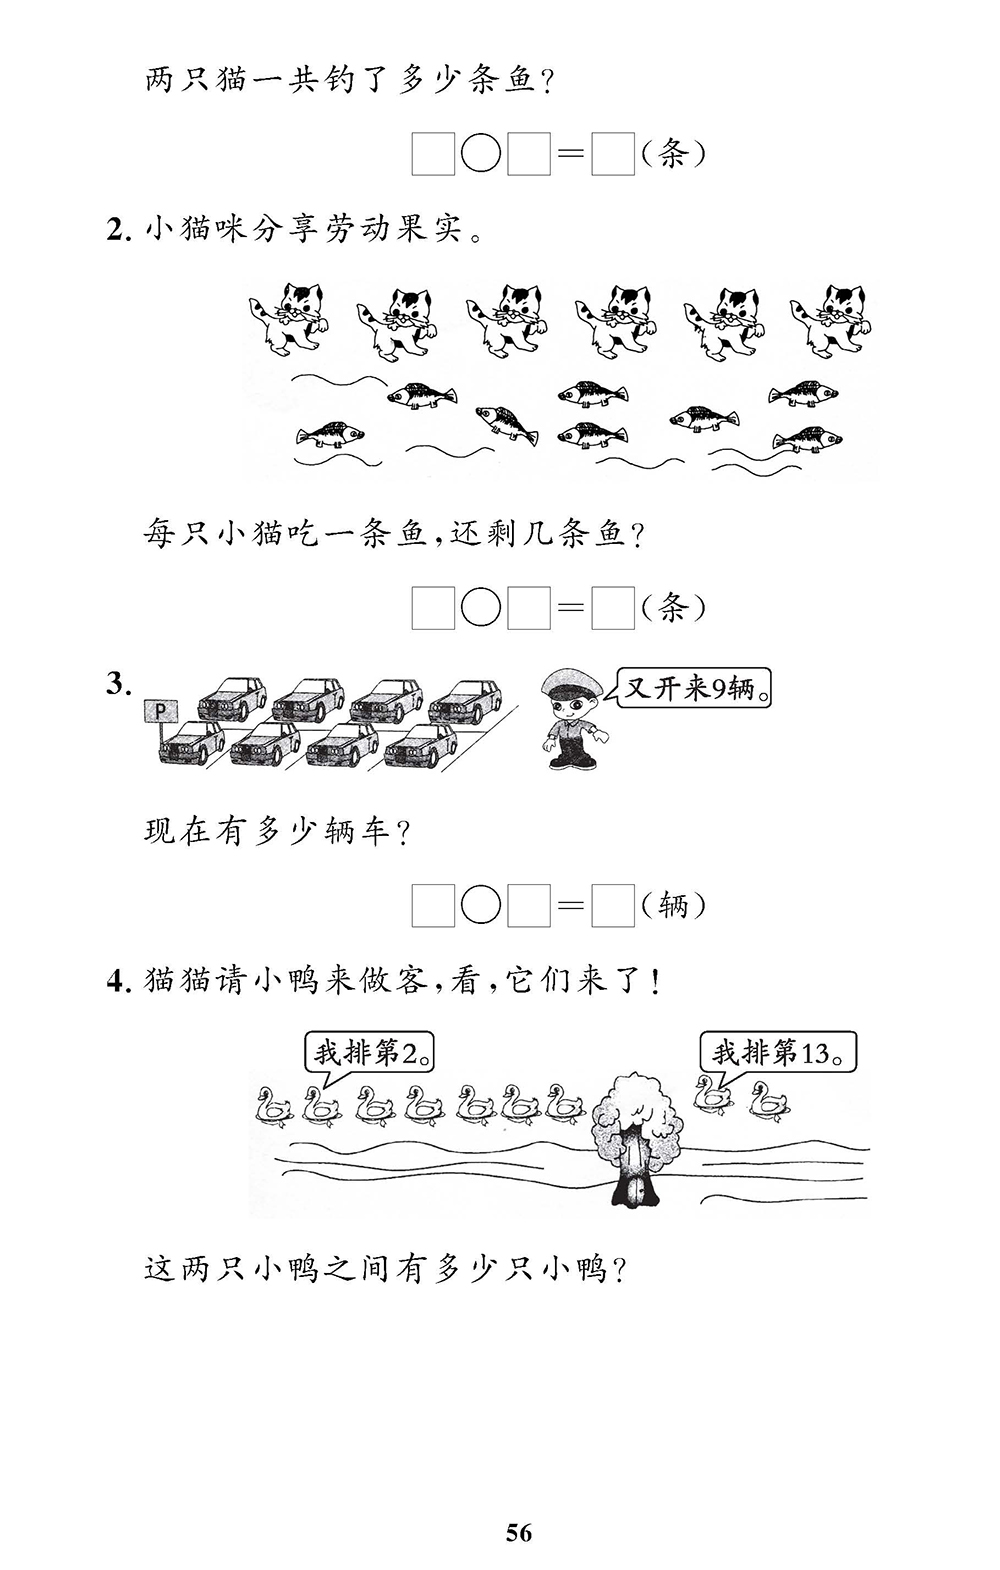 两只猫一共钓了多少条鱼?
□○□=□(条)
2. 小猫咪分享劳动果实。
每只小猫吃一条鱼,还剩几条鱼?
□○□=□(条)
3.
P
又开来9辆。
现在有多少辆车?
□○□=□(辆)
4. 猫猫请小鸭来做客,看,它们来了!
我排第2。
我排第13。
这两只小鸭之间有多少只小鸭?
56